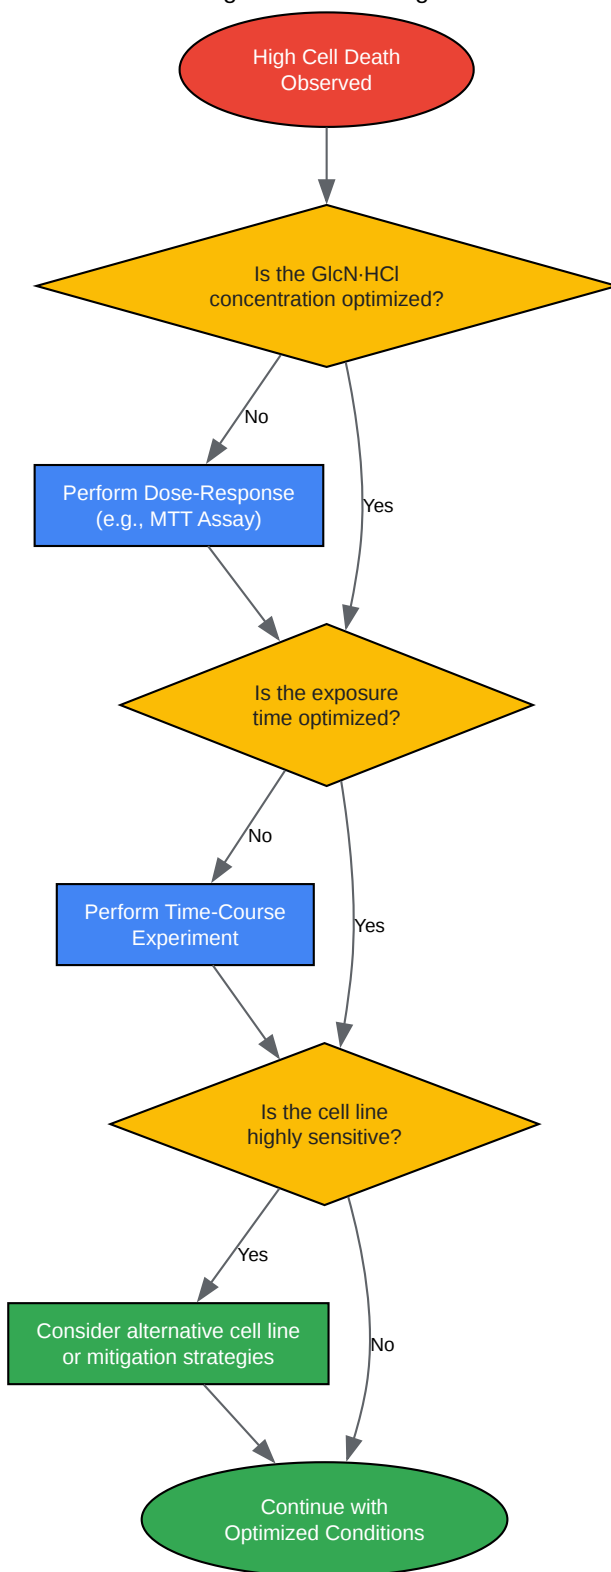 High Cell Death
Observed
Is the GlcN·HCl
concentration optimized?
No
Yes
Perform Dose-Response
(e.g., MTT Assay)
Is the exposure
time optimized?
No
Yes
Perform Time-Course
Experiment
Is the cell line
highly sensitive?
Yes
No
Consider alternative cell line
or mitigation strategies
Continue with
Optimized Conditions